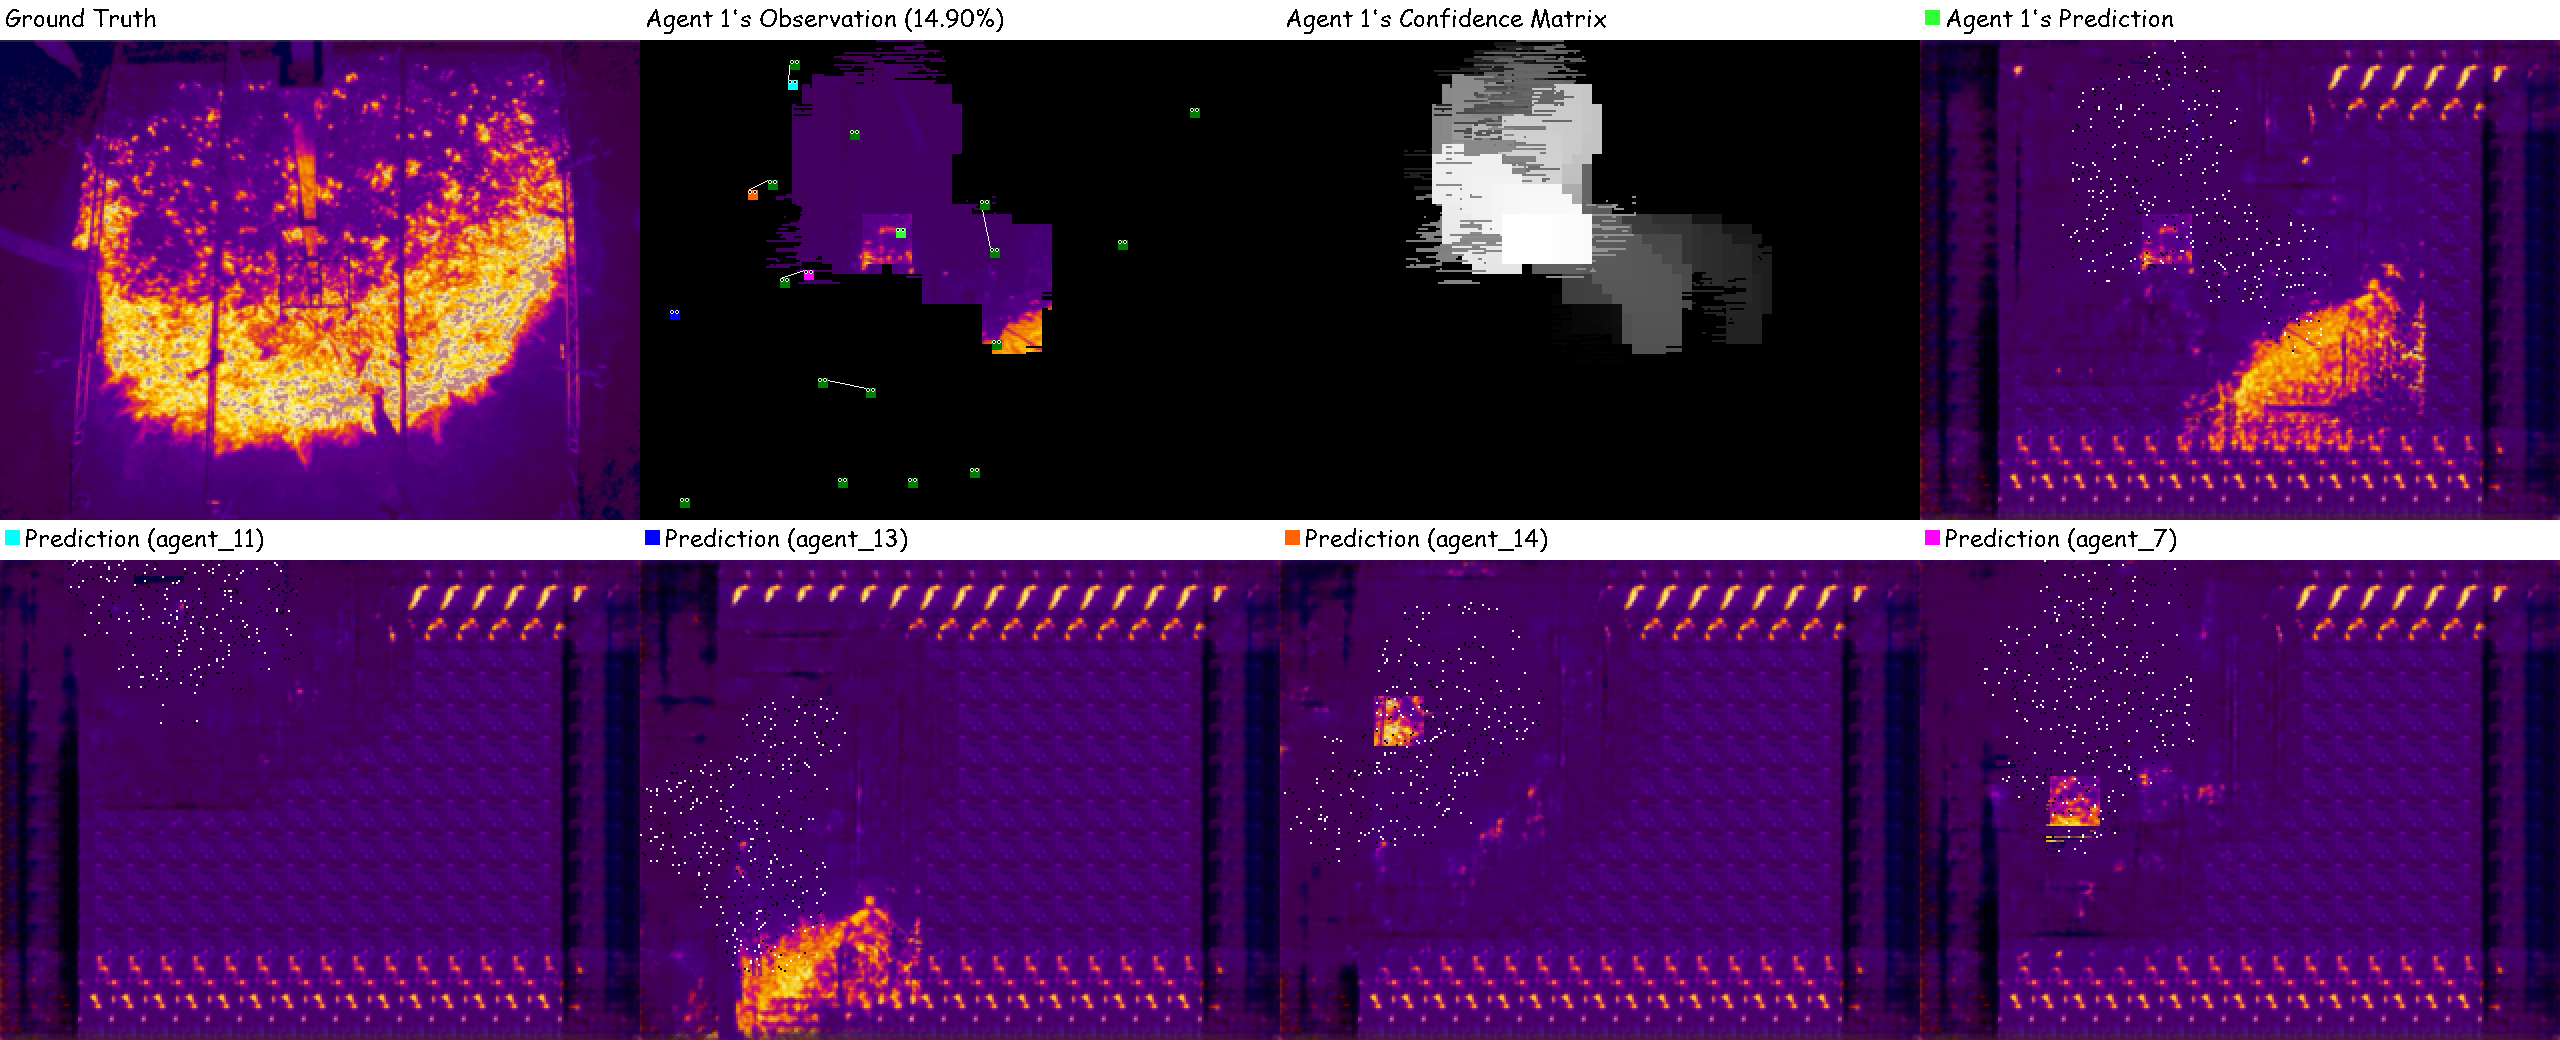 Ground Truth
Agent 1's Observation (14.90%)
Agent 1's Confidence Matrix
Agent 1's Prediction
Prediction (agent_11)
Prediction (agent_13)
Prediction (agent_14)
Prediction (agent_7)